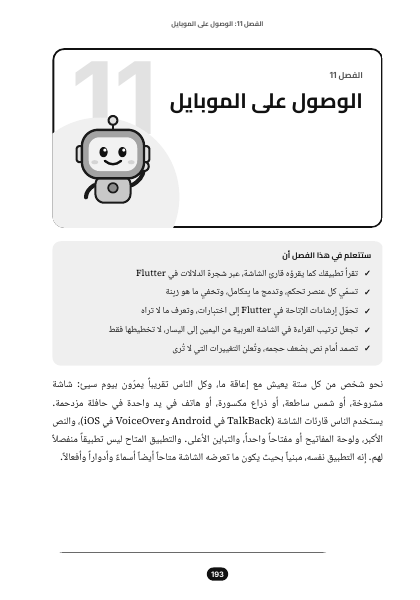 الفصل 11: الوصول على الموبايل
11
الفصل 11
الوصول على الموبايل
ستتعلم في هذا الفصل أن
✓ تقرأ تطبيقك كما يقرؤه قارئ الشاشة، عبر شجرة الدلالات في Flutter
✓ تسمّي كل عنصر تحكم، وتدمج ما يتكامل، وتخفي ما هو زينة
✓ تحوّل إرشادات الإتاحة في Flutter إلى اختبارات، وتعرف ما لا تراه
✓ تجعل ترتيب القراءة في الشاشة العربية من اليمين إلى اليسار، لا تخطيطها فقط
✓ تصمد أمام نص بضعف حجمه، وتُعلن التغييرات التي لا تُرى
نحو شخص من كل ستة يعيش مع إعاقة ما، وكل الناس تقريباً يمرّون بيوم سيئ: شاشة
مشروخة، أو شمس ساطعة، أو ذراع مكسورة، أو هاتف في يد واحدة في حافلة مزدحمة.
يستخدم الناس قارئات الشاشة (TalkBack في Android وVoiceOver في iOS)، والنص
الأكبر، ولوحة المفاتيح أو مفتاحاً واحداً، والتباين الأعلى. والتطبيق المتاح ليس تطبيقاً منفصلاً
لهم. إنه التطبيق نفسه، مبنياً بحيث يكون ما تعرضه الشاشة متاحاً أيضاً أسماءً وأدواراً وأفعالاً.
193